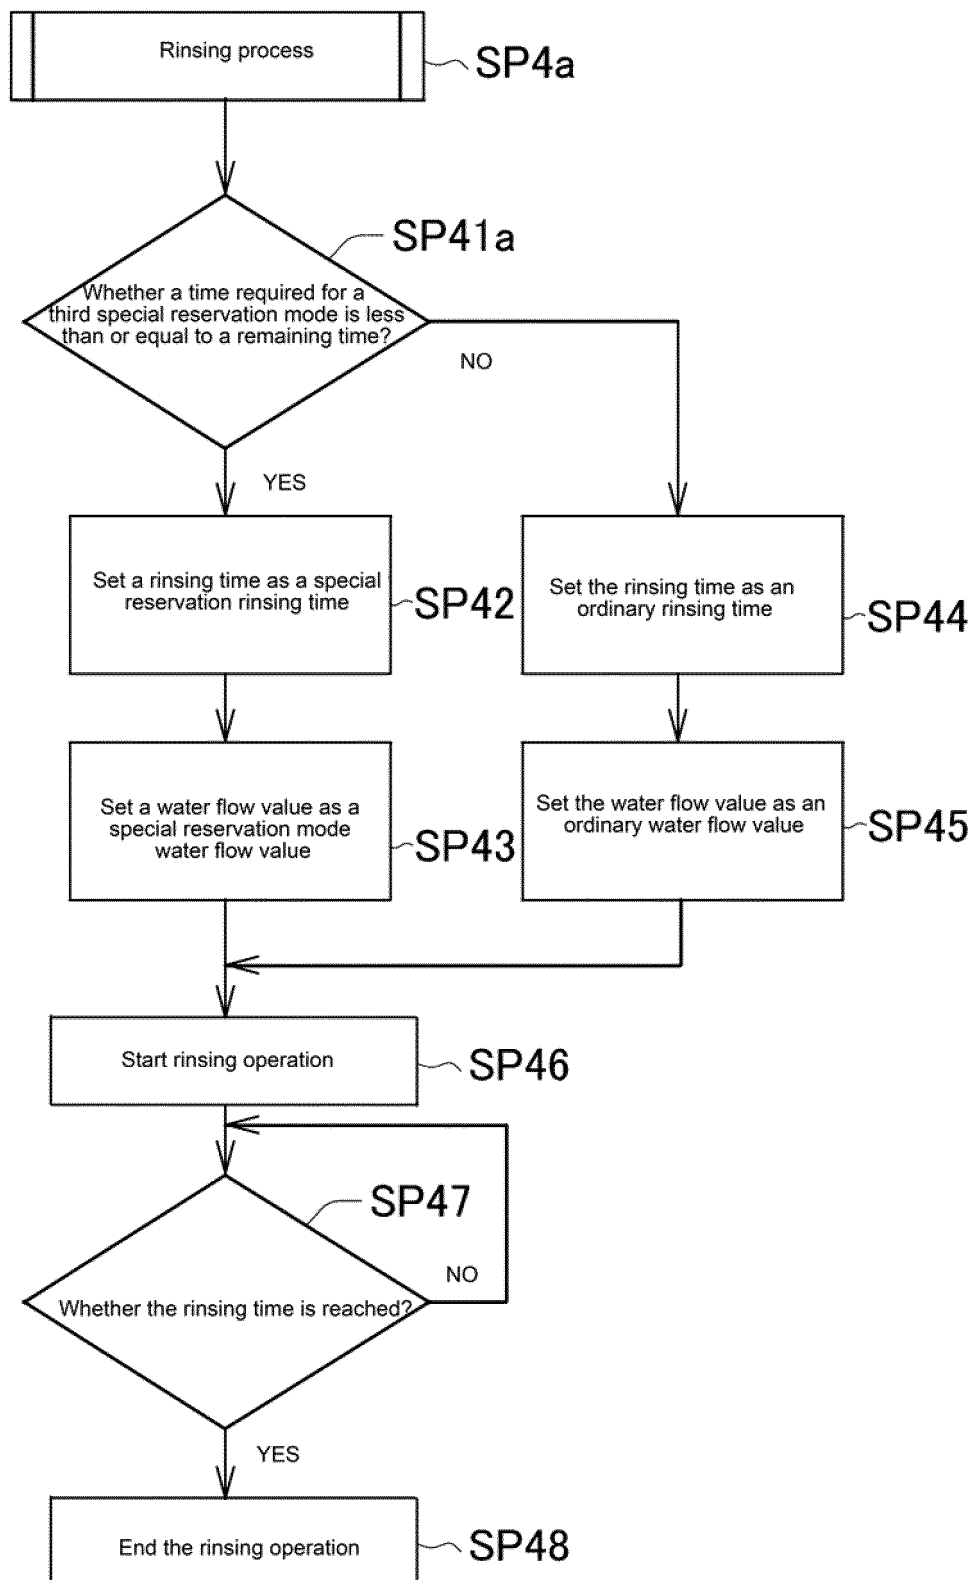 Rinsing process
SP4a
SP41a
Whether a time required for a
third special reservation mode is less
than or equal to a remaining time?
NO
YES
Set a rinsing time as a special
reservation rinsing time
SP42
Set the rinsing time as an
ordinary rinsing time
SP44
Set a water flow value as a
special reservation mode
water flow value
SP43
Set the water flow value as an
ordinary water flow value
SP45
Start rinsing operation
SP46
SP47
NO
Whether the rinsing time is reached?
YES
End the rinsing operation
SP48